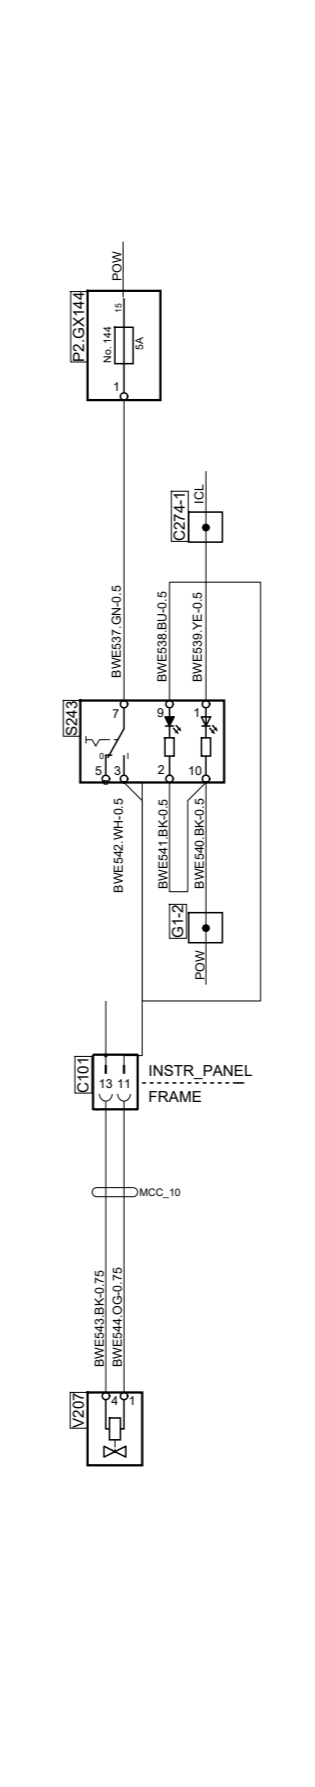 POW
P2.GX144
15
No. 144
5A
1
ICL
C274-1
BWE537.GN-0.5
BWE538.BU-0.5
BWE539.YE-0.5
S243
7
9
1
0
I
5
3
2
10
BWE542.WH-0.5
BWE541.BK-0.5
BWE540.BK-0.5
G1-2
POW
C101
13
11
INSTR_PANEL
FRAME
MCC_10
BWE543.BK-0.75
BWE544.OG-0.75
V207
4
1